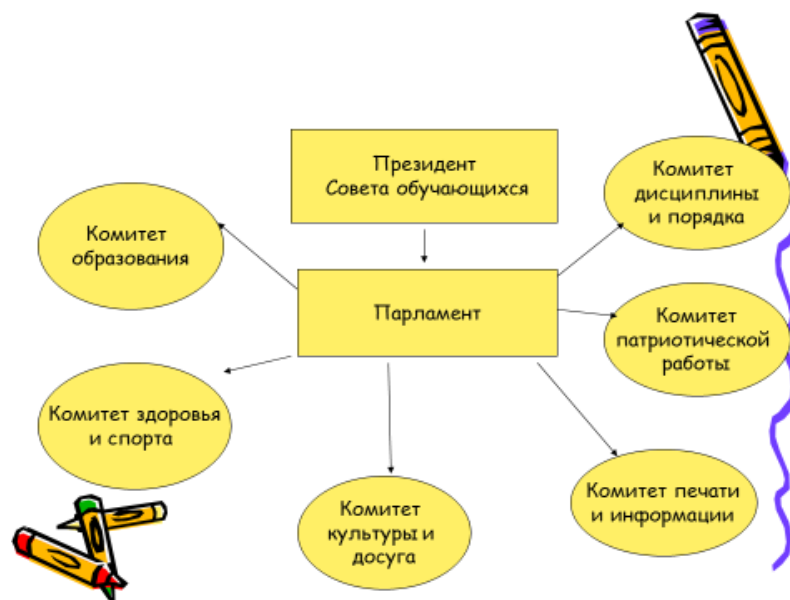 Президент
Совета обучающихся
Комитет
дисциплины
и порядка
Комитет
образования
Парламент
Комитет
патриотической
работы
Комитет здоровья
и спорта
Комитет
культуры и
досуга
Комитет печати
и информации